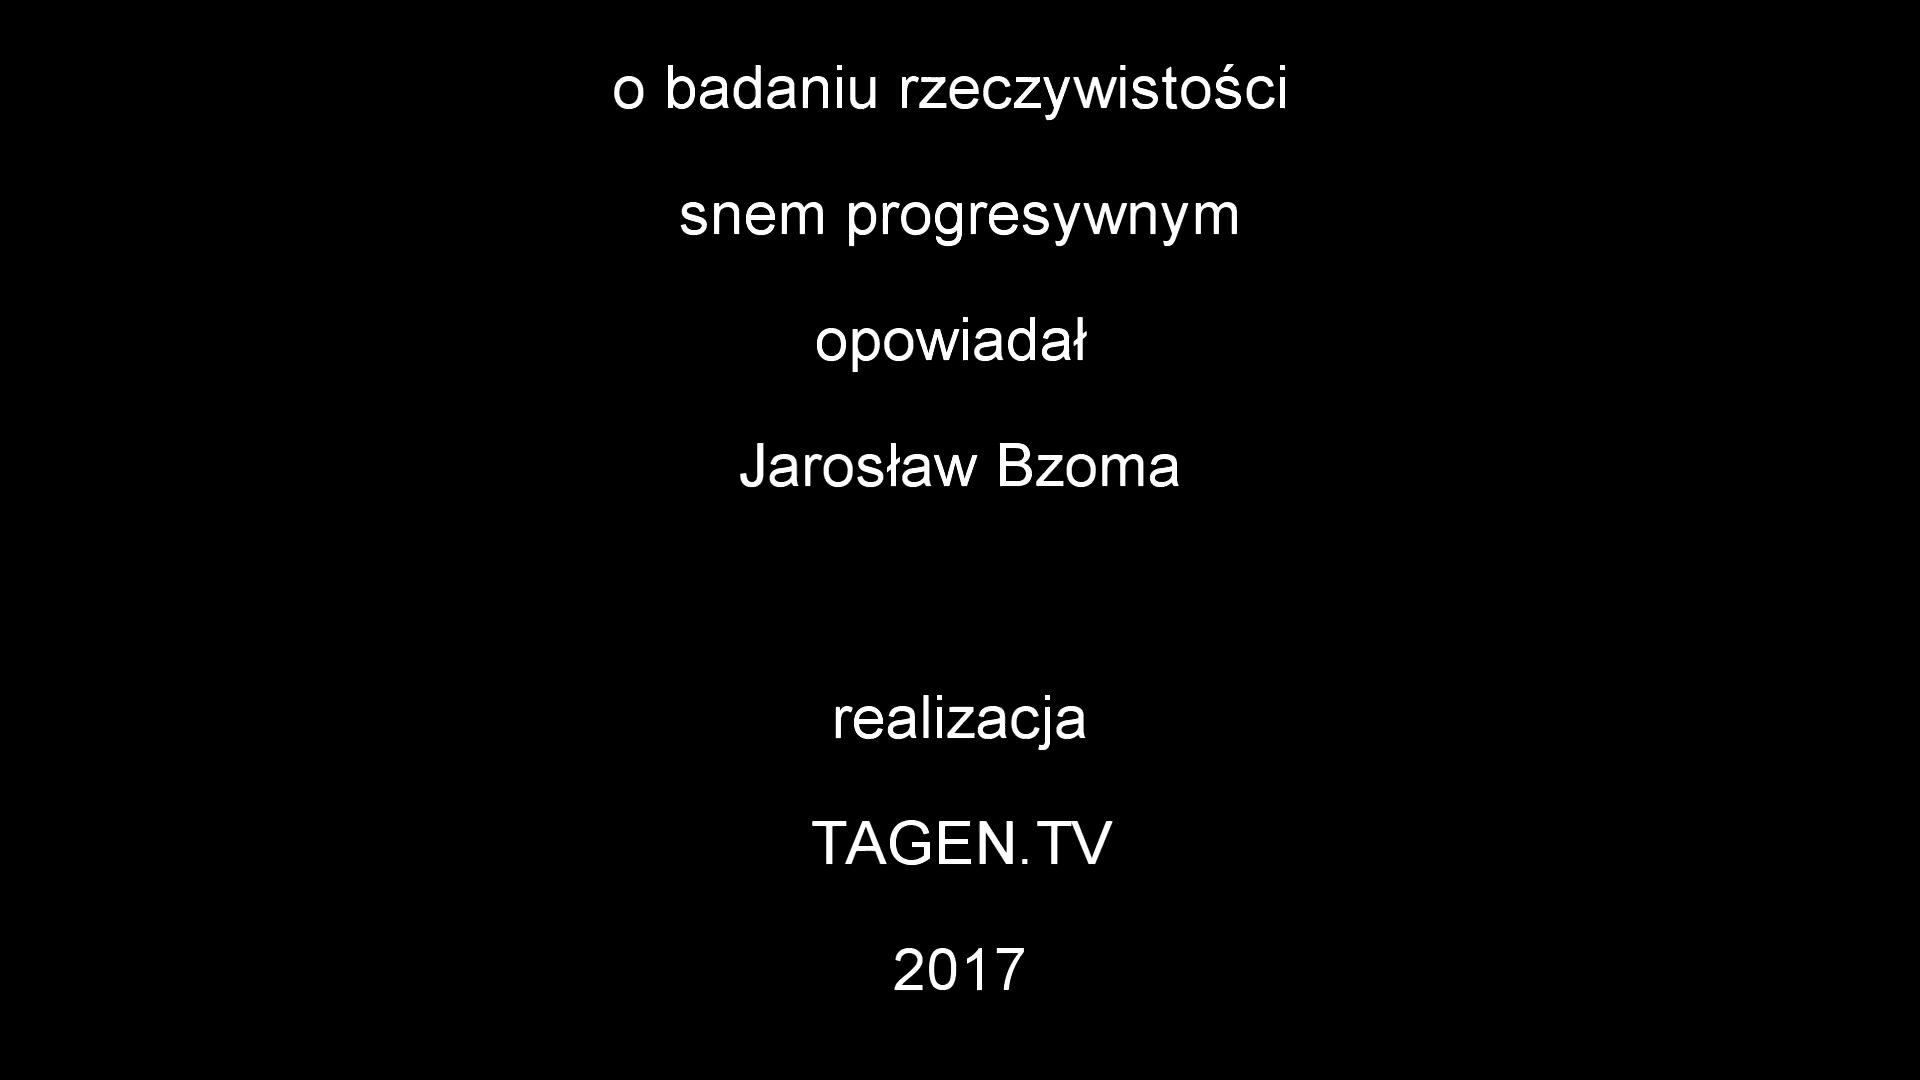 o badaniu rzeczywistości
snem progresywnym
opowiadał
Jarosław Bzoma
realizacja
TAGEN.TV
2017